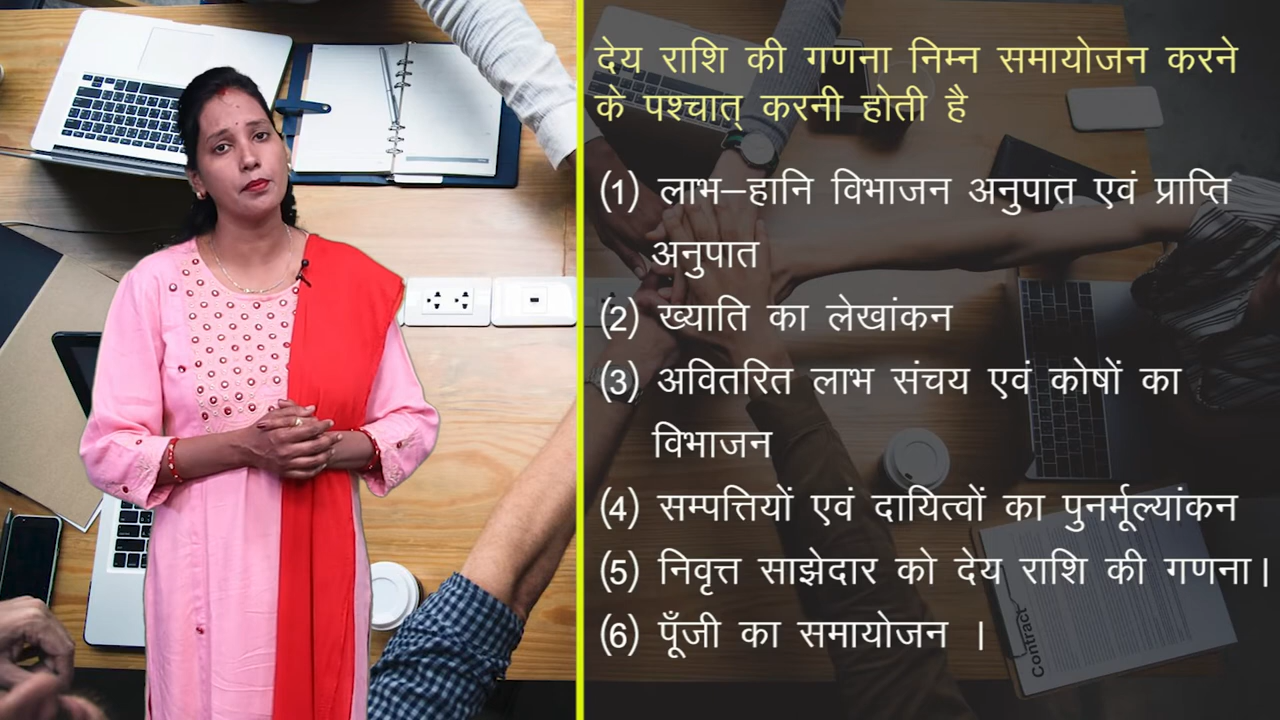 देय राशि की गणना निम्न समायोजन करने
के पश्चात् करनी होती है
(1) लाभ–हानि विभाजन अनुपात एवं प्राप्ति
अनुपात
(2) ख्याति का लेखांकन
(3) अवितरित लाभ संचय एवं कोषों का
विभाजन
(4) सम्पत्तियों एवं दायित्वों का पुनर्मूल्यांकन
(5) निवृत्त साझेदार को देय राशि की गणना।
(6) पूँजी का समायोजन ।
Contract